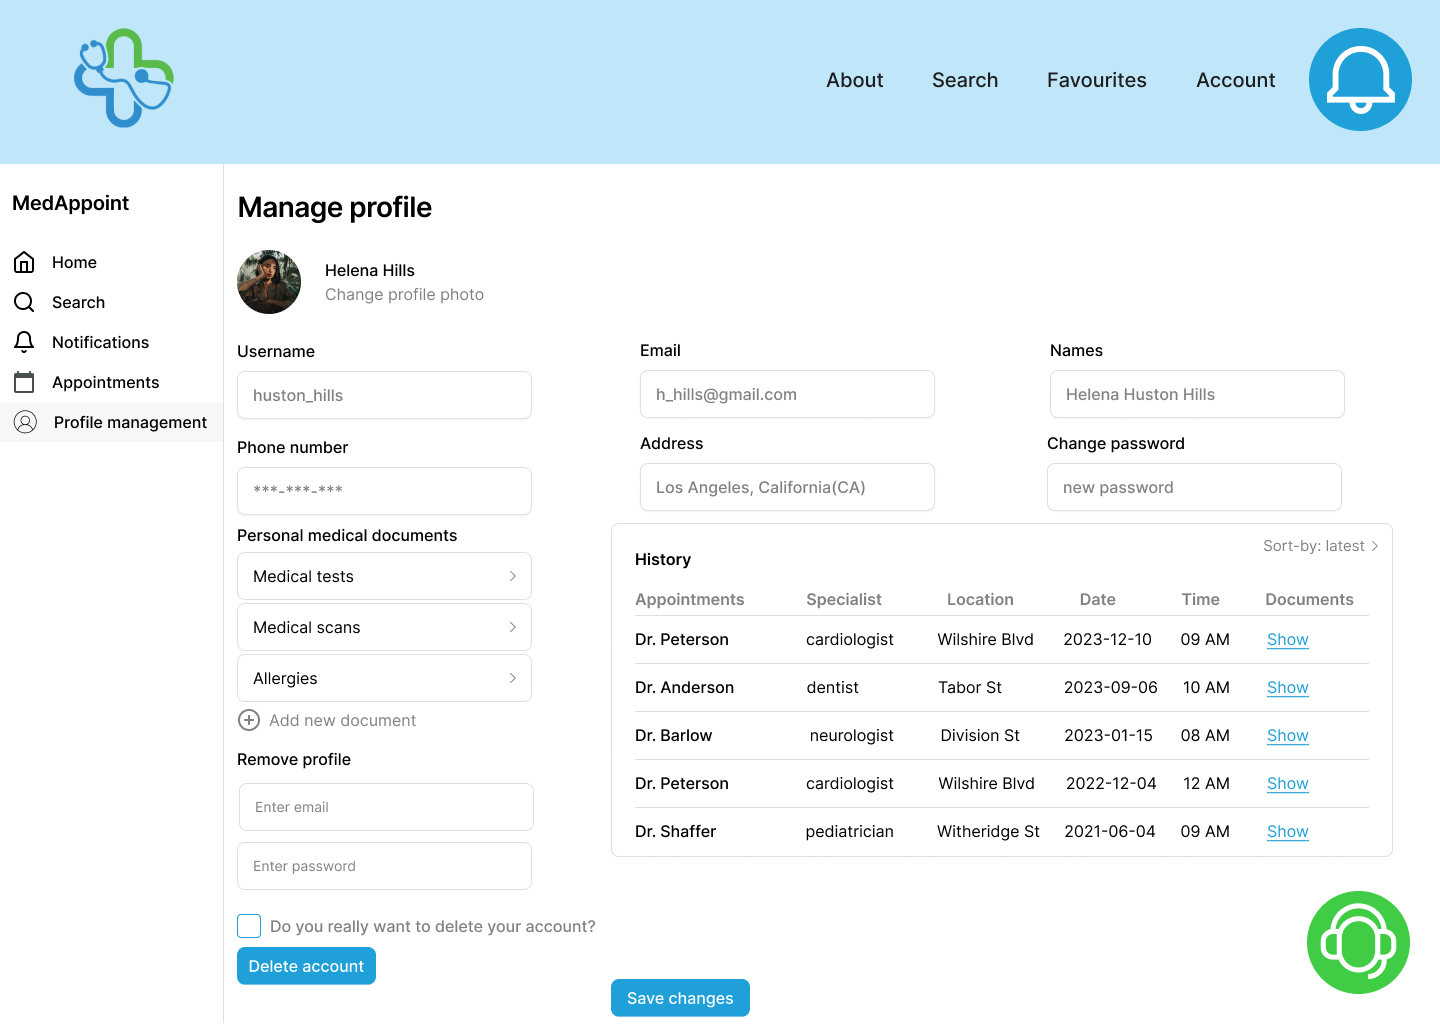 About Search Favourites Account
MedAppoint
Home
Search
Notifications
Appointments
Profile management
Manage profile
Helena Hills
Change profile photo
Username
huston_hills
Email
h_hills@gmail.com
Names
Helena Huston Hills
Phone number
***-***-***
Address
Los Angeles, California(CA)
Change password
new password
Personal medical documents
Medical tests
Medical scans
Allergies
Add new document
Remove profile
Enter email
Enter password
Do you really want to delete your account?
Delete account
Sort-by: latest
History
Appointments Specialist Location Date Time Documents
Dr. Peterson cardiologist Wilshire Blvd 2023-12-10 09 AM Show
Dr. Anderson dentist Tabor St 2023-09-06 10 AM Show
Dr. Barlow neurologist Division St 2023-01-15 08 AM Show
Dr. Peterson cardiologist Wilshire Blvd 2022-12-04 12 AM Show
Dr. Shaffer pediatrician Witheridge St 2021-06-04 09 AM Show
Save changes